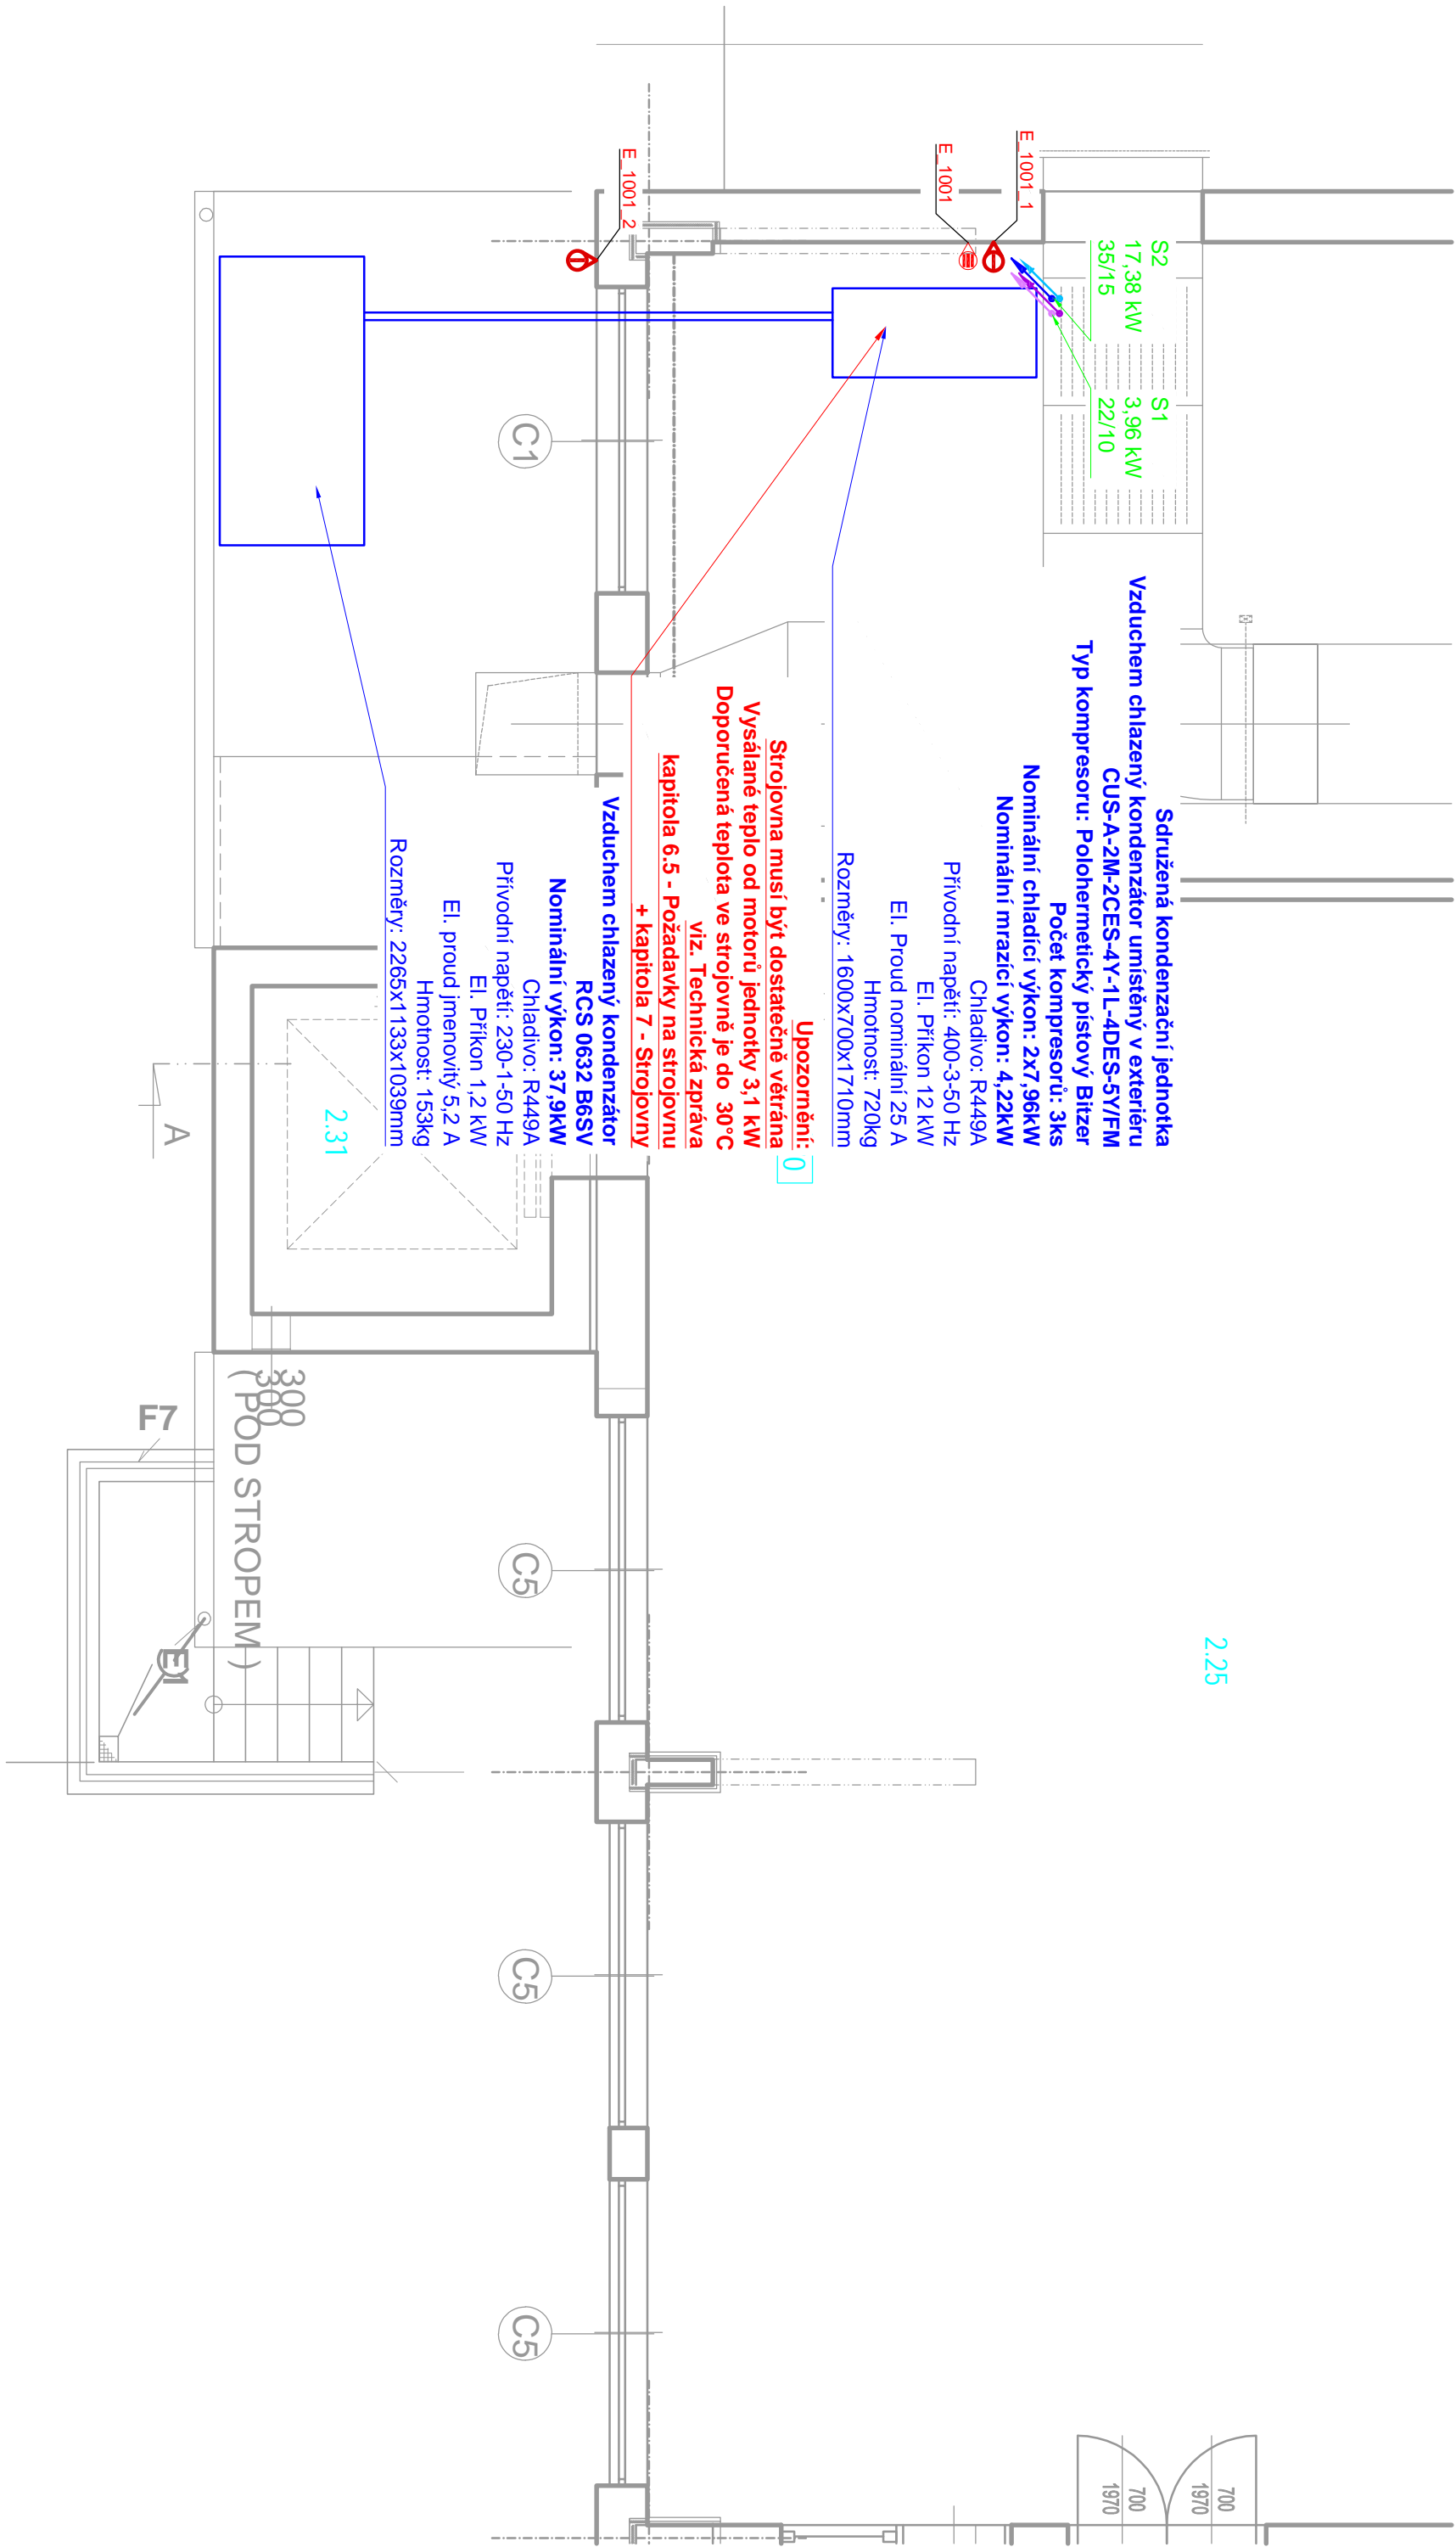 E_1001_1
E_1001
E_1001_2
S2
17,38 kW
35/15
S1
3,96 kW
22/10
C1
Sdružená kondenzační jednotka
Vzduchem chlazený kondenzátor umístěný v exteriéru
CUS-A-2M-2CES-4Y-1L-4DES-5Y/FM
Typ kompresoru: Polohermetický pístový Bitzer
Počet kompresorů: 3ks
Nominální chladící výkon: 2x7,96kW
Nominální mrazící výkon: 4,22kW
Chladivo: R449A
Přívodní napětí: 400-3-50 Hz
El. Příkon 12 kW
El. Proud nominální 25 A
Hmotnost: 720kg
Rozměry: 1600x700x1710mm
Upozornění:
Strojovna musí být dostatečně větrána
Vysálané teplo od motorů jednotky 3,1 kW
Doporučená teplota ve strojovně je do 30°C
viz. Technická zpráva
kapitola 6.5 - Požadavky na strojovnu
+ kapitola 7 - Strojovny
Vzduchem chlazený kondenzátor
RCS 0632 B6SV
Nominální výkon: 37,9kW
Chladivo: R449A
Přívodní napětí: 230-1-50 Hz
El. Příkon 1,2 kW
El. proud jmenovitý 5,2 A
Hmotnost: 153kg
Rozměry: 2265x1133x1039mm
0
2.31
A
300
300
( POD STROPEM )
F7
E1
C5
2.25
C5
C5
700
1970
700
1970